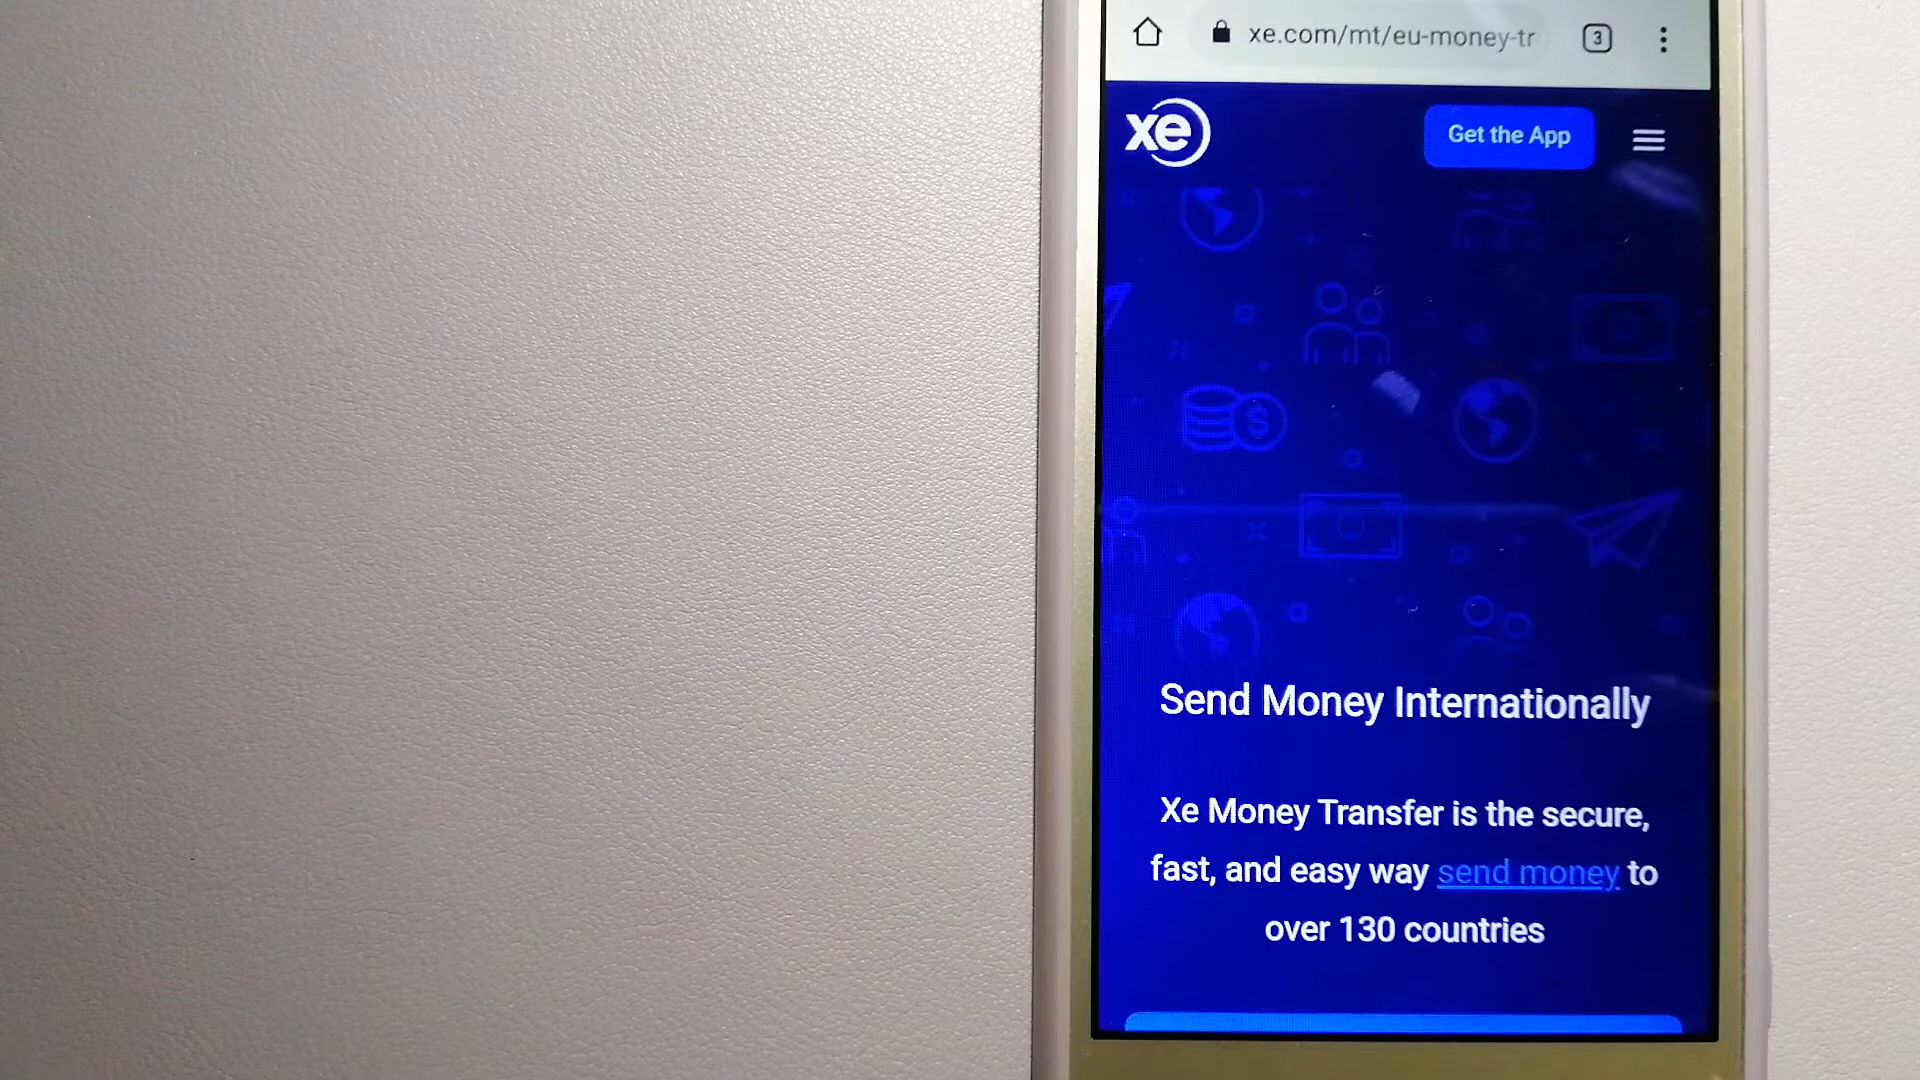 xe.com/mt/eu-money-tr
3
xe
Get the App
Send Money Internationally
Xe Money Transfer is the secure,
fast, and easy way send money to
over 130 countries